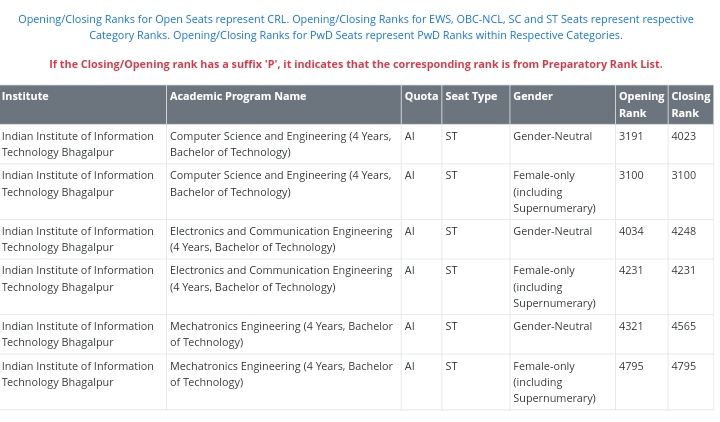 Opening/Closing Ranks for Open Seats represent CRL. Opening/Closing Ranks for EWS, OBC-NCL, SC and ST Seats represent respective
Category Ranks. Opening/Closing Ranks for PwD Seats represent PwD Ranks within Respective Categories.
If the Closing/Opening rank has a suffix 'P', it indicates that the corresponding rank is from Preparatory Rank List.
Institute Academic Program Name Quota Seat Type Gender Opening Closing
Rank Rank
Indian Institute of Information Computer Science and Engineering (4 Years, AI ST Gender-Neutral 3191 4023
Technology Bhagalpur Bachelor of Technology)
Indian Institute of Information Computer Science and Engineering (4 Years, AI ST Female-only 3100 3100
Technology Bhagalpur Bachelor of Technology) (including
Supernumerary)
Indian Institute of Information Electronics and Communication Engineering AI ST Gender-Neutral 4034 4248
Technology Bhagalpur (4 Years, Bachelor of Technology)
Indian Institute of Information Electronics and Communication Engineering AI ST Female-only 4231 4231
Technology Bhagalpur (4 Years, Bachelor of Technology) (including
Supernumerary)
Indian Institute of Information Mechatronics Engineering (4 Years, Bachelor AI ST Gender-Neutral 4321 4565
Technology Bhagalpur of Technology)
Indian Institute of Information Mechatronics Engineering (4 Years, Bachelor AI ST Female-only 4795 4795
Technology Bhagalpur of Technology) (including
Supernumerary)